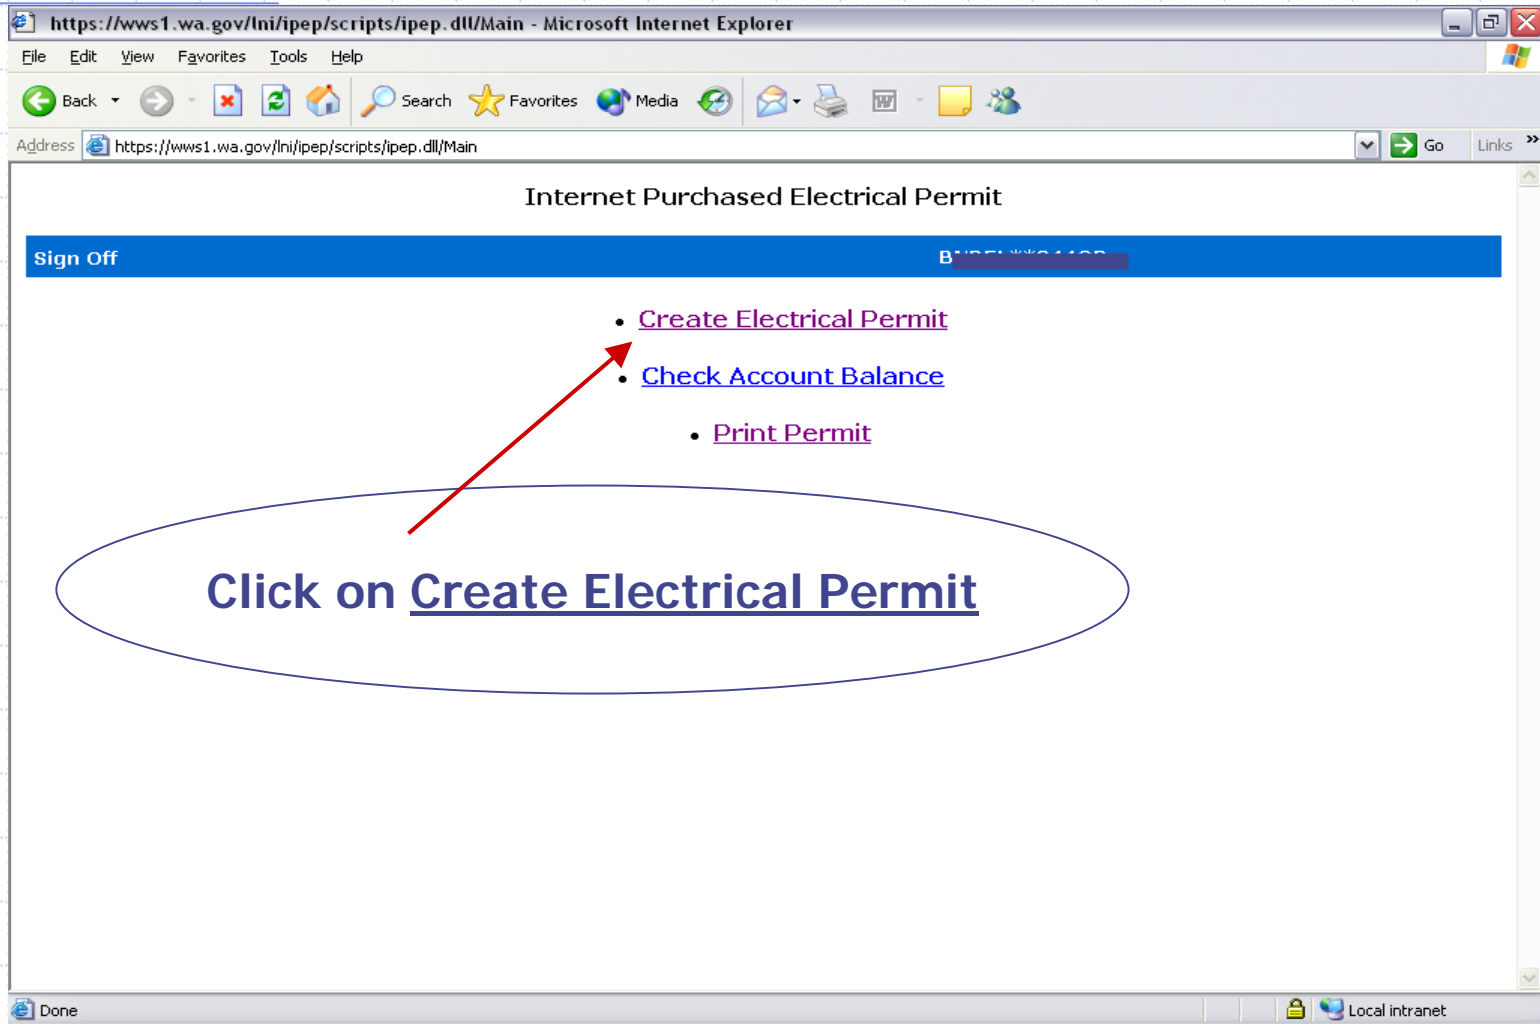 https://wws1.wa.gov/lni/ipep/scripts/ipep.dll/Main - Microsoft Internet Explorer
File Edit View Favorites Tools Help
Back Search Favorites Media
Address https://wws1.wa.gov/lni/ipep/scripts/ipep.dll/Main Go Links »
Internet Purchased Electrical Permit
Sign Off
• Create Electrical Permit
• Check Account Balance
• Print Permit
Click on Create Electrical Permit
Done Local intranet